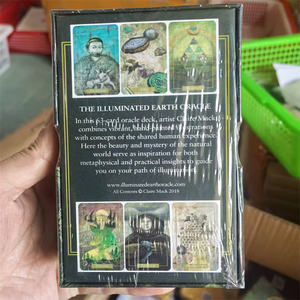 THE ILLUMINATED EARTH ORACLE
In this 63-card oracle deck, artist Claire Mack
combines vibrant, hand-painted illustrations
with concepts of the shared human experience.
Here the beauty and mystery of the natural
world serve as inspiration for both
metaphysical and practical insights to guide
you on your path of illumination.
www.illuminatedearthoracle.com
All Contents © Claire Mack 2018